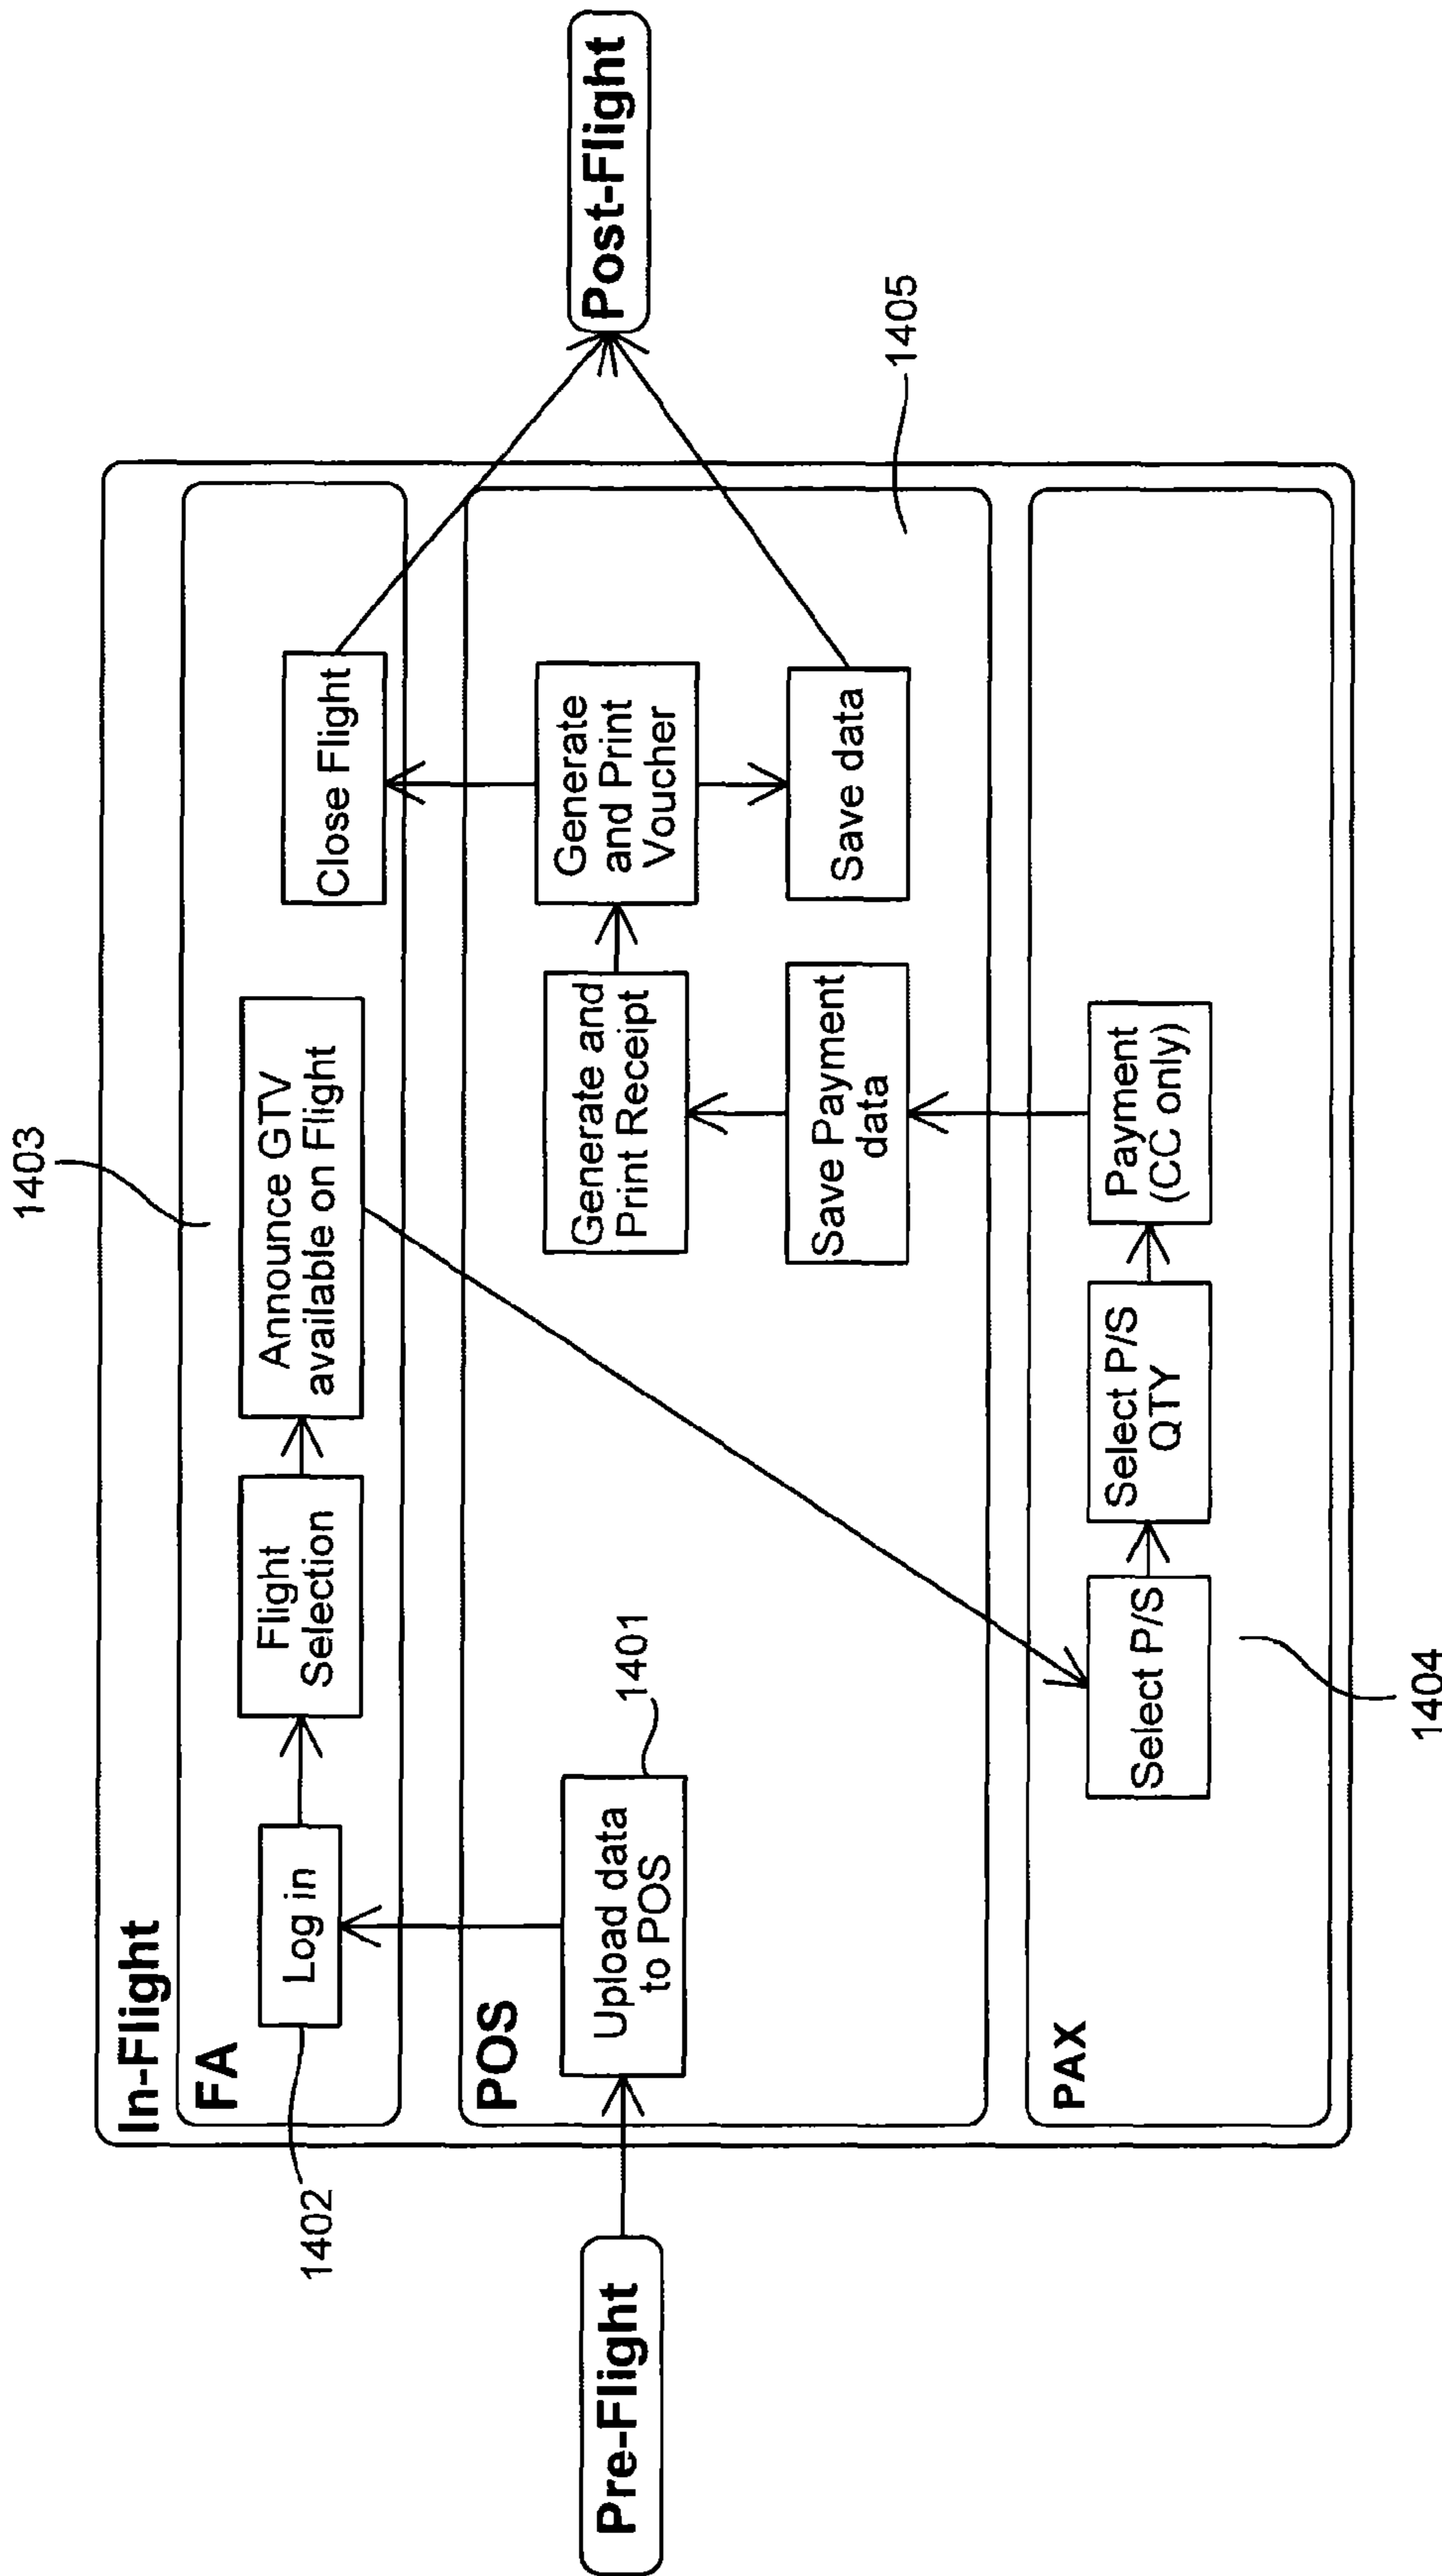 In-Flight
FA
1402
Log in
Flight
Selection
1403
Announce GTV
available on Flight
Close Flight
Pre-Flight
POS
Upload data
to POS
1401
Generate and
Print Receipt
Generate
and Print
Voucher
Save Payment
data
Save data
1405
Post-Flight
PAX
Select P/S
1404
Select P/S
QTY
Payment
(CC only)